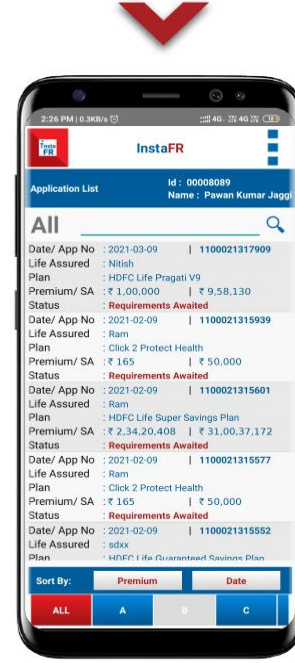 2:26 PM | 0.3KB/s
4G 4G
Insta FR
InstaFR
Application List
Id : 00008089
Name : Pawan Kumar Jaggi
All
Date/ App No : 2021-03-09 | 1100021317909
Life Assured : Nitish
Plan : HDFC Life Pragati V9
Premium/ SA : ₹ 1,00,000 | ₹ 9,58,130
Status : Requirements Awaited
Date/ App No : 2021-02-09 | 1100021315939
Life Assured : Ram
Plan : Click 2 Protect Health
Premium/ SA : ₹ 165 | ₹ 50,000
Status : Requirements Awaited
Date/ App No : 2021-02-09 | 1100021315601
Life Assured : Ram
Plan : HDFC Life Super Savings Plan
Premium/ SA : ₹ 2,34,20,408 | ₹ 31,00,37,172
Status : Requirements Awaited
Date/ App No : 2021-02-09 | 1100021315577
Life Assured : Ram
Plan : Click 2 Protect Health
Premium/ SA : ₹ 165 | ₹ 50,000
Status : Requirements Awaited
Date/ App No : 2021-02-09 | 1100021315552
Life Assured : sdxx
Plan : HDFC Life Guaranteed Savings Plan
Sort By: Premium Date
ALL A B C